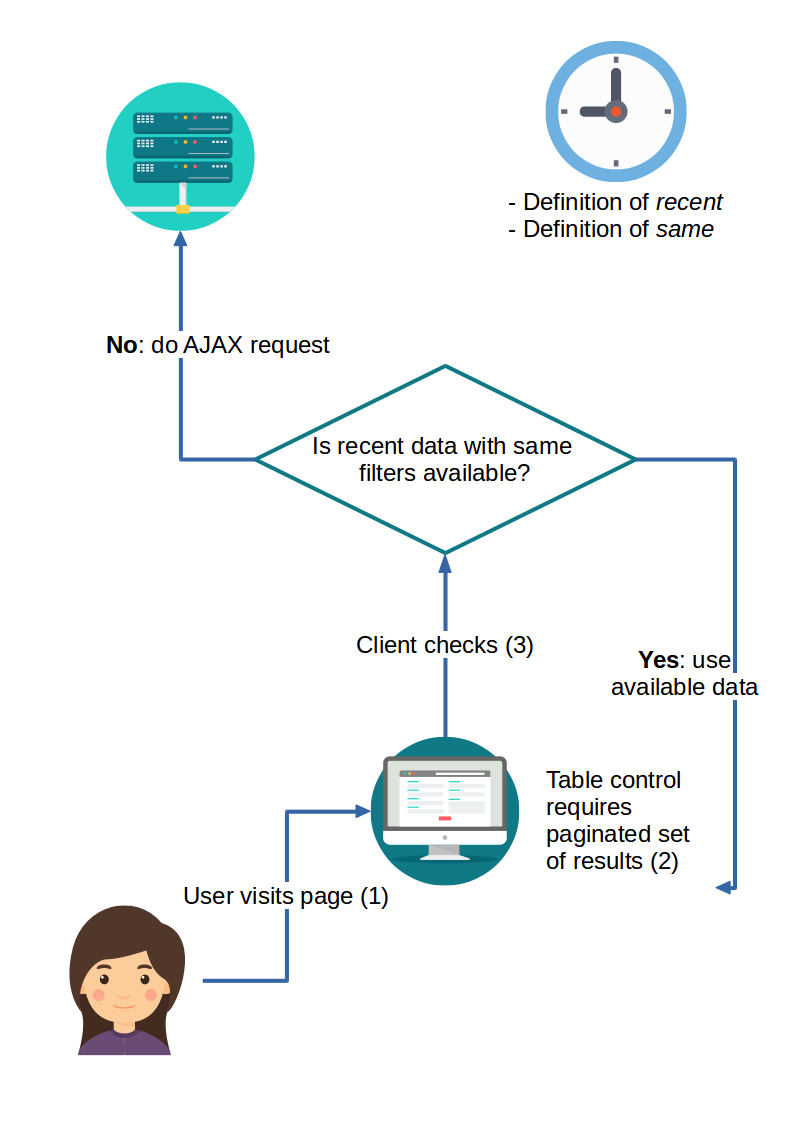 - Definition of recent
- Definition of same
No: do AJAX request
Is recent data with same
filters available?
Client checks (3)
Yes: use
available data
Table control
requires
paginated set
of results (2)
User visits page (1)